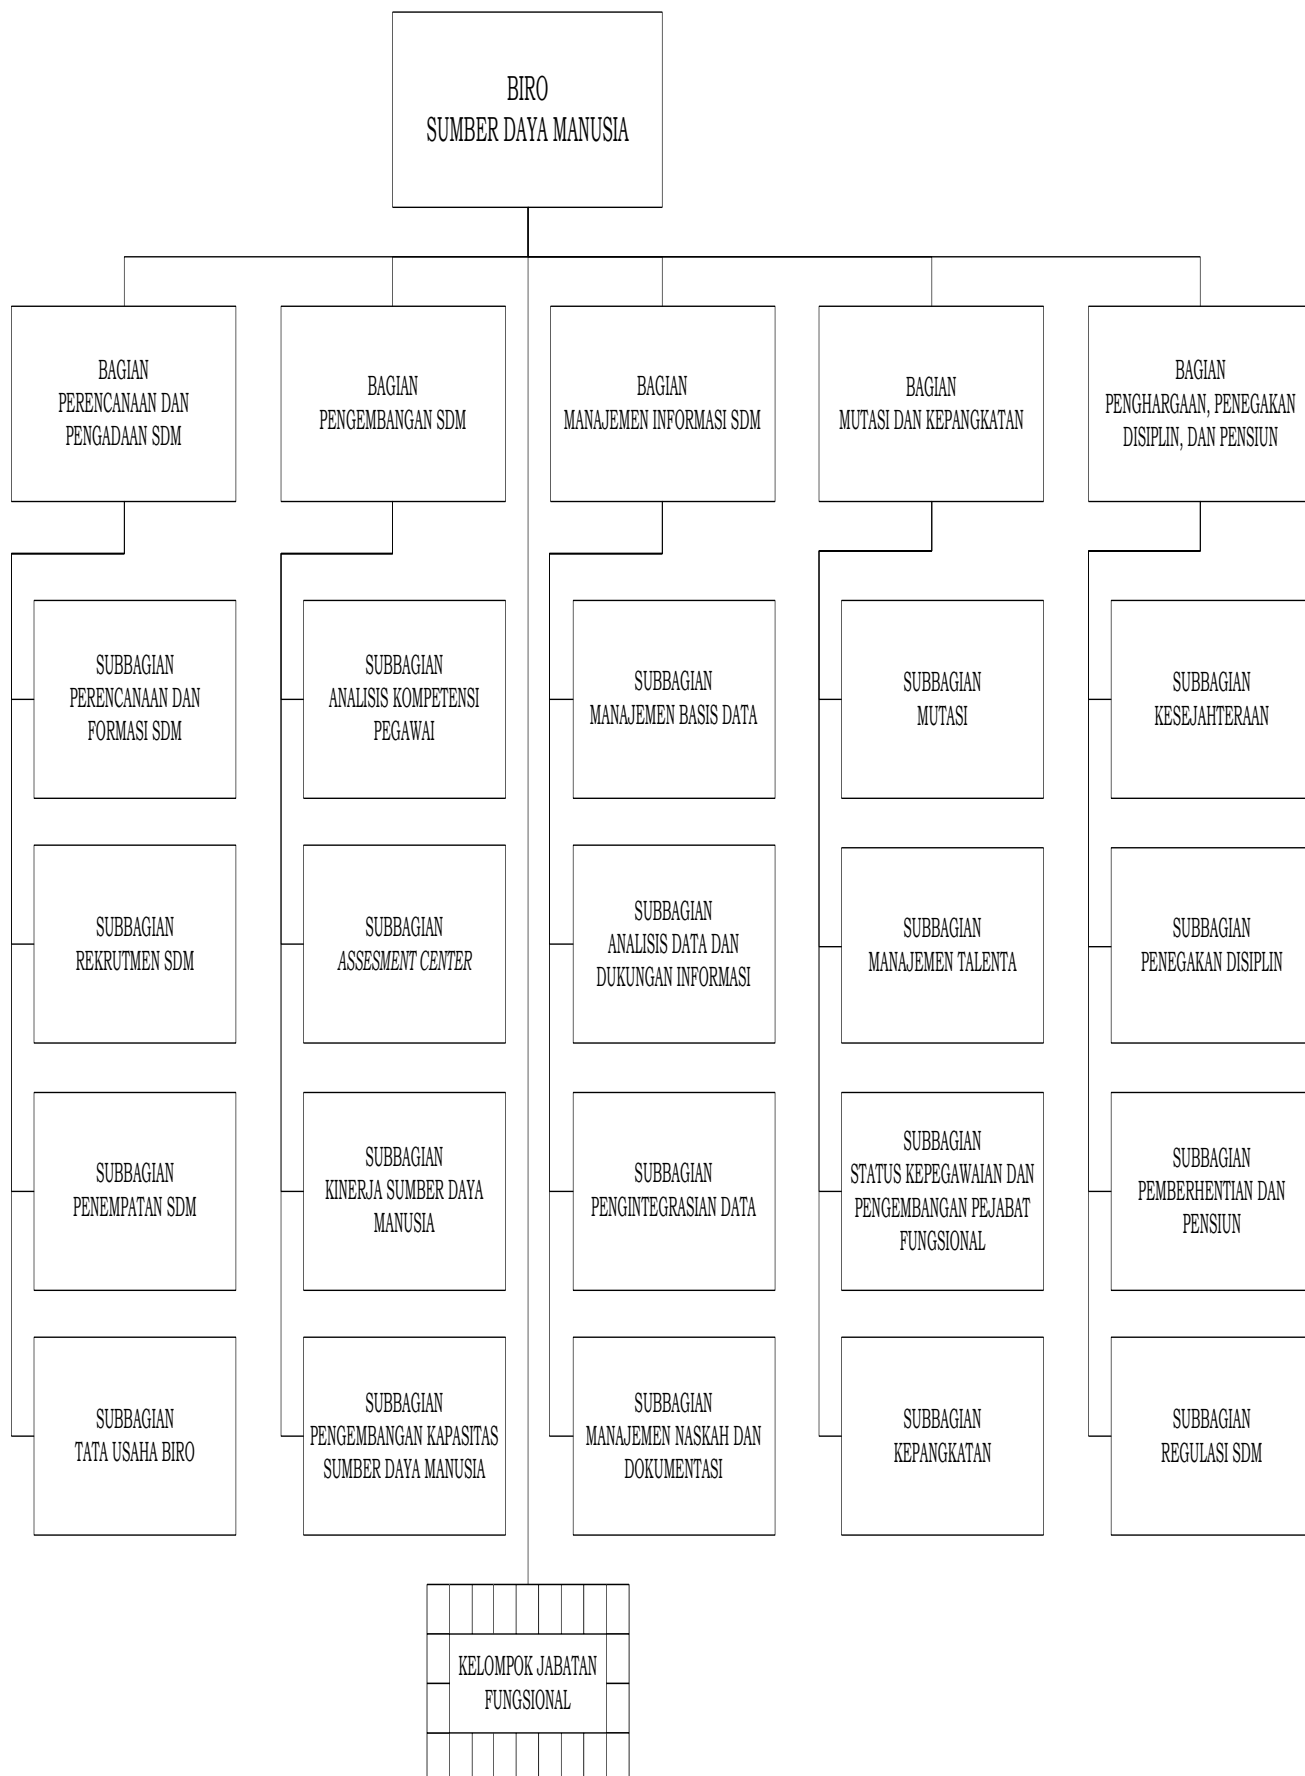 BIRO
SUMBER DAYA MANUSIA
BAGIAN
PERENCANAAN DAN
PENGADAAN SDM
BAGIAN
PENGEMBANGAN SDM
BAGIAN
MANAJEMEN INFORMASI SDM
BAGIAN
MUTASI DAN KEPANGKATAN
BAGIAN
PENGHARGAAN, PENEGAKAN
DISIPLIN, DAN PENSIUN
SUBBAGIAN
PERENCANAAN DAN
FORMASI SDM
SUBBAGIAN
ANALISIS KOMPETENSI
PEGAWAI
SUBBAGIAN
MANAJEMEN BASIS DATA
SUBBAGIAN
MUTASI
SUBBAGIAN
KESEJAHTERAAN
SUBBAGIAN
REKRUTMEN SDM
SUBBAGIAN
ASSESMENT CENTER
SUBBAGIAN
ANALISIS DATA DAN
DUKUNGAN INFORMASI
SUBBAGIAN
MANAJEMEN TALENTA
SUBBAGIAN
PENEGAKAN DISIPLIN
SUBBAGIAN
PENEMPATAN SDM
SUBBAGIAN
KINERJA SUMBER DAYA
MANUSIA
SUBBAGIAN
PENGINTEGRASIAN DATA
SUBBAGIAN
STATUS KEPEGAWAIAN DAN
PENGEMBANGAN PEJABAT
FUNGSIONAL
SUBBAGIAN
PEMBERHENTIAN DAN
PENSIUN
SUBBAGIAN
TATA USAHA BIRO
SUBBAGIAN
PENGEMBANGAN KAPASITAS
SUMBER DAYA MANUSIA
SUBBAGIAN
MANAJEMEN NASKAH DAN
DOKUMENTASI
SUBBAGIAN
KEPANGKATAN
SUBBAGIAN
REGULASI SDM
KELOMPOK JABATAN
FUNGSIONAL